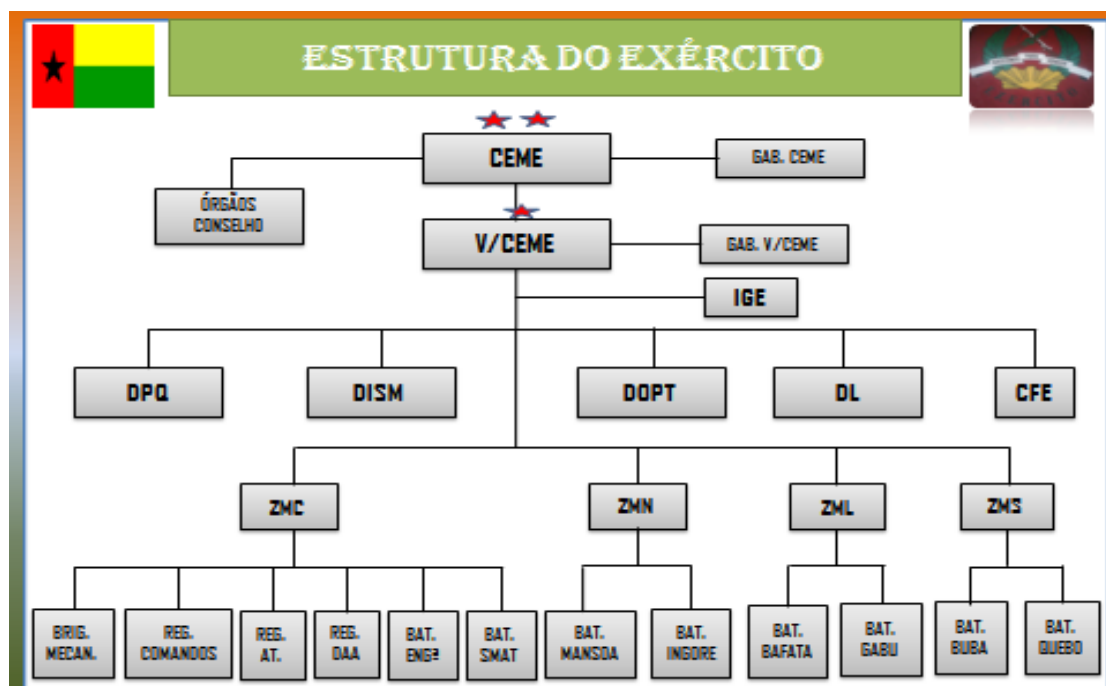 ESTRUTURA DO EXÉRCITO
CEME
GAB. CEME
ÓRGÃOS
CONSELHO
V/CEME
GAB. V/CEME
IGE
DPQ
DISM
DOPT
DL
CFE
ZMC
ZMN
ZML
ZMS
BRIG.
MECAN.
REG.
COMANDOS
REG.
AT.
REG.
DAA
BAT.
ENGª
BAT.
SMAT
BAT.
MANSOA
BAT.
INGORE
BAT.
BAFATA
BAT.
GABU
BAT.
BUBA
BAT.
QUEBO